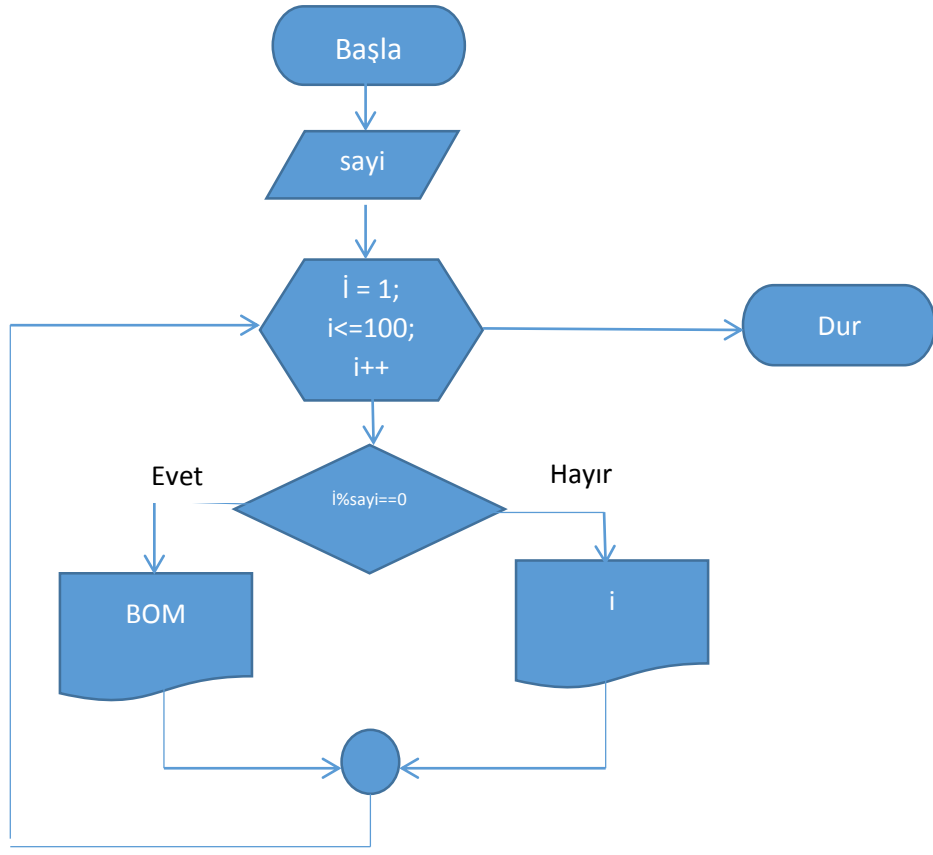 Başla
sayi
İ = 1;
i<=100;
i++
Dur
Evet
Hayır
İ%sayi==0
BOM
i